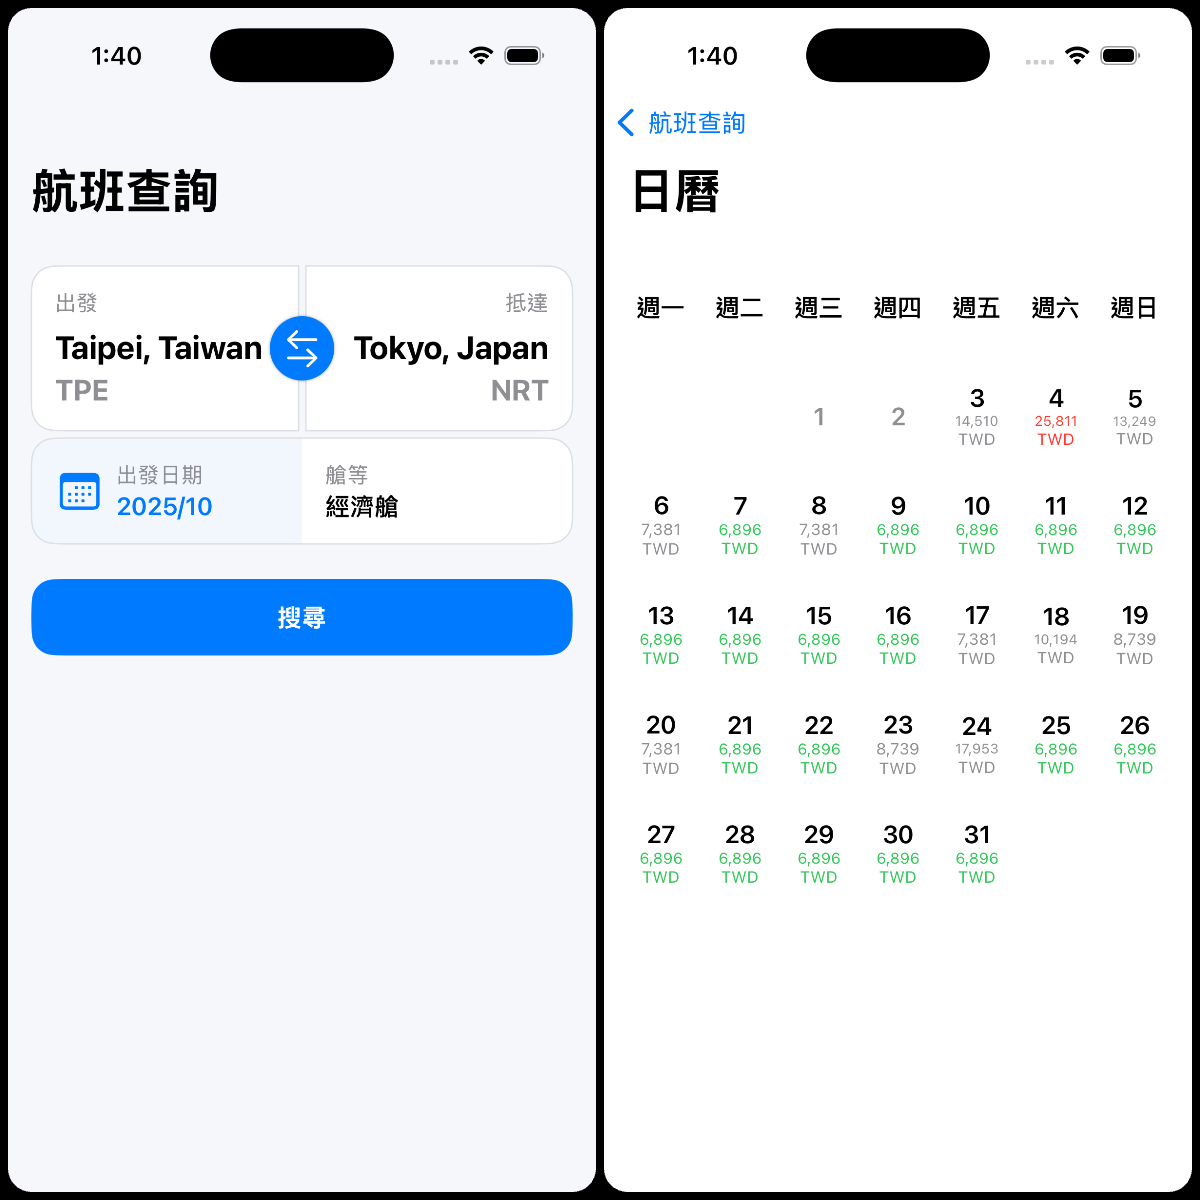 1:40
航班查詢
出發
抵達
Taipei, Taiwan
Tokyo, Japan
TPE
NRT
出發日期
艙等
2025/10
經濟艙
搜尋
1:40
航班查詢
日曆
週一 週二 週三 週四 週五 週六 週日
1 2 3 4 5
14,510 25,811 13,249
TWD TWD TWD
6 7 8 9 10 11 12
7,381 6,896 7,381 6,896 6,896 6,896 6,896
TWD TWD TWD TWD TWD TWD TWD
13 14 15 16 17 18 19
6,896 6,896 6,896 6,896 7,381 10,194 8,739
TWD TWD TWD TWD TWD TWD TWD
20 21 22 23 24 25 26
7,381 6,896 6,896 8,739 17,953 6,896 6,896
TWD TWD TWD TWD TWD TWD TWD
27 28 29 30 31
6,896 6,896 6,896 6,896 6,896
TWD TWD TWD TWD TWD